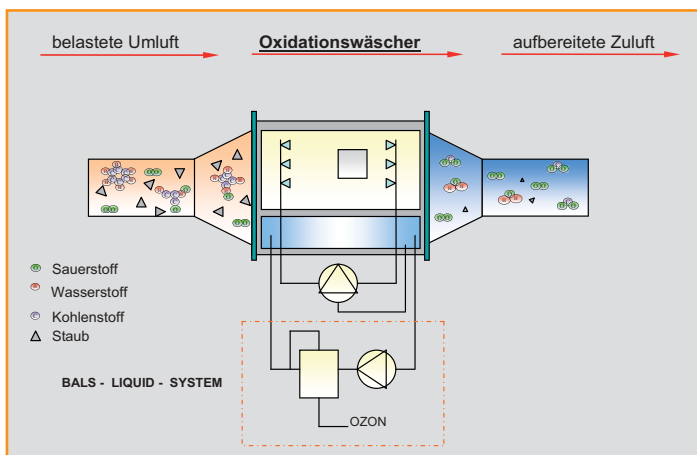 belastete Umluft
Oxidationswäscher
aufbereitete Zuluft
Sauerstoff
Wasserstoff
Kohlenstoff
Staub
BALS - LIQUID - SYSTEM
OZON